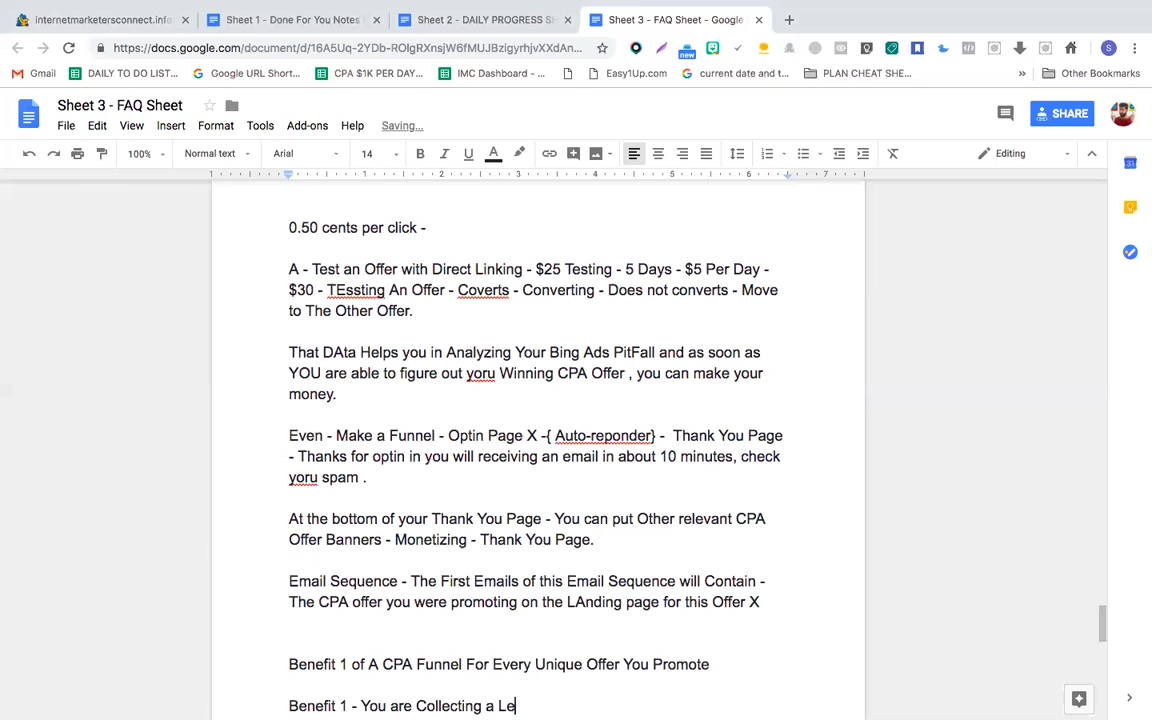 internetmarketersconnect.info
Sheet 1 - Done For You Notes
Sheet 2 - DAILY PROGRESS S
Sheet 3 - FAQ Sheet - Google
https://docs.google.com/document/d/16A5Uq-2YDb-ROIgRXnsjW6fMUJBzigyrhjvXXdAn...
new
S
Gmail
DAILY TO DO LIST...
Google URL Short...
CPA $1K PER DAY...
IMC Dashboard - ...
Easy1Up.com
current date and t...
PLAN CHEAT SHE...
»
Other Bookmarks
Sheet 3 - FAQ Sheet
File Edit View Insert Format Tools Add-ons Help Saving...
SHARE
100% Normal text Arial 14 B I U A Editing
1 1 2 3 4 5 6 7
31
0.50 cents per click -
A - Test an Offer with Direct Linking - $25 Testing - 5 Days - $5 Per Day -
$30 - TEssting An Offer - Coverts - Converting - Does not converts - Move
to The Other Offer.
That DAta Helps you in Analyzing Your Bing Ads PitFall and as soon as
YOU are able to figure out yoru Winning CPA Offer , you can make your
money.
Even - Make a Funnel - Optin Page X -{ Auto-reponder} - Thank You Page
- Thanks for optin in you will receiving an email in about 10 minutes, check
yoru spam .
At the bottom of your Thank You Page - You can put Other relevant CPA
Offer Banners - Monetizing - Thank You Page.
Email Sequence - The First Emails of this Email Sequence will Contain -
The CPA offer you were promoting on the LAnding page for this Offer X
Benefit 1 of A CPA Funnel For Every Unique Offer You Promote
Benefit 1 - You are Collecting a Le